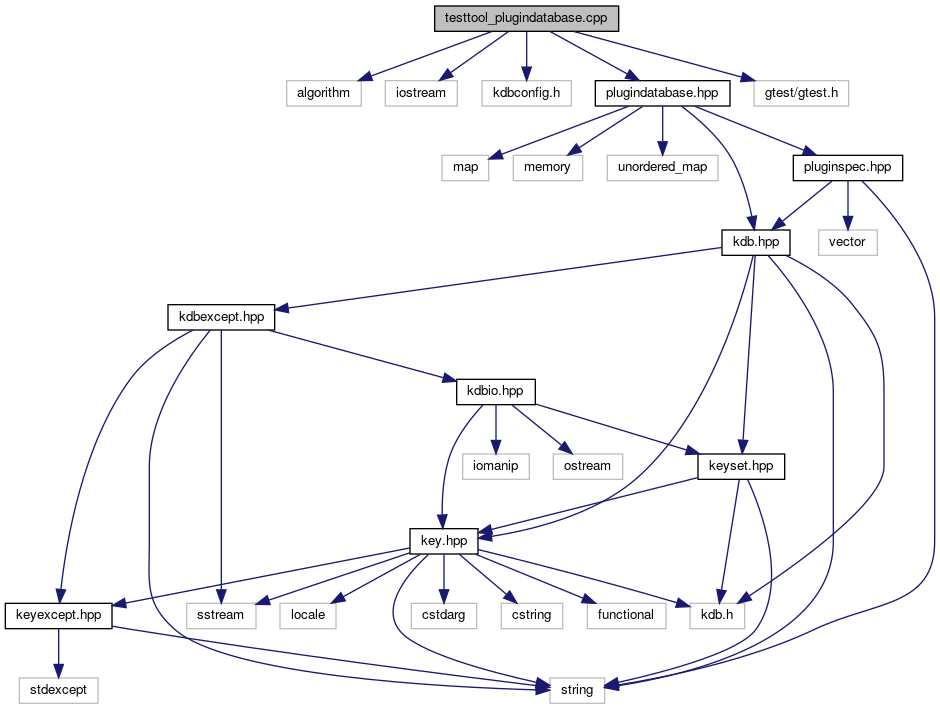 testtool_plugindatabase.cpp
algorithm
iostream
kdbconfig.h
plugindatabase.hpp
gtest/gtest.h
map
memory
unordered_map
pluginspec.hpp
kdb.hpp
vector
kdbexcept.hpp
kdbio.hpp
iomanip
ostream
keyset.hpp
key.hpp
keyexcept.hpp
sstream
locale
cstdarg
cstring
functional
kdb.h
stdexcept
string